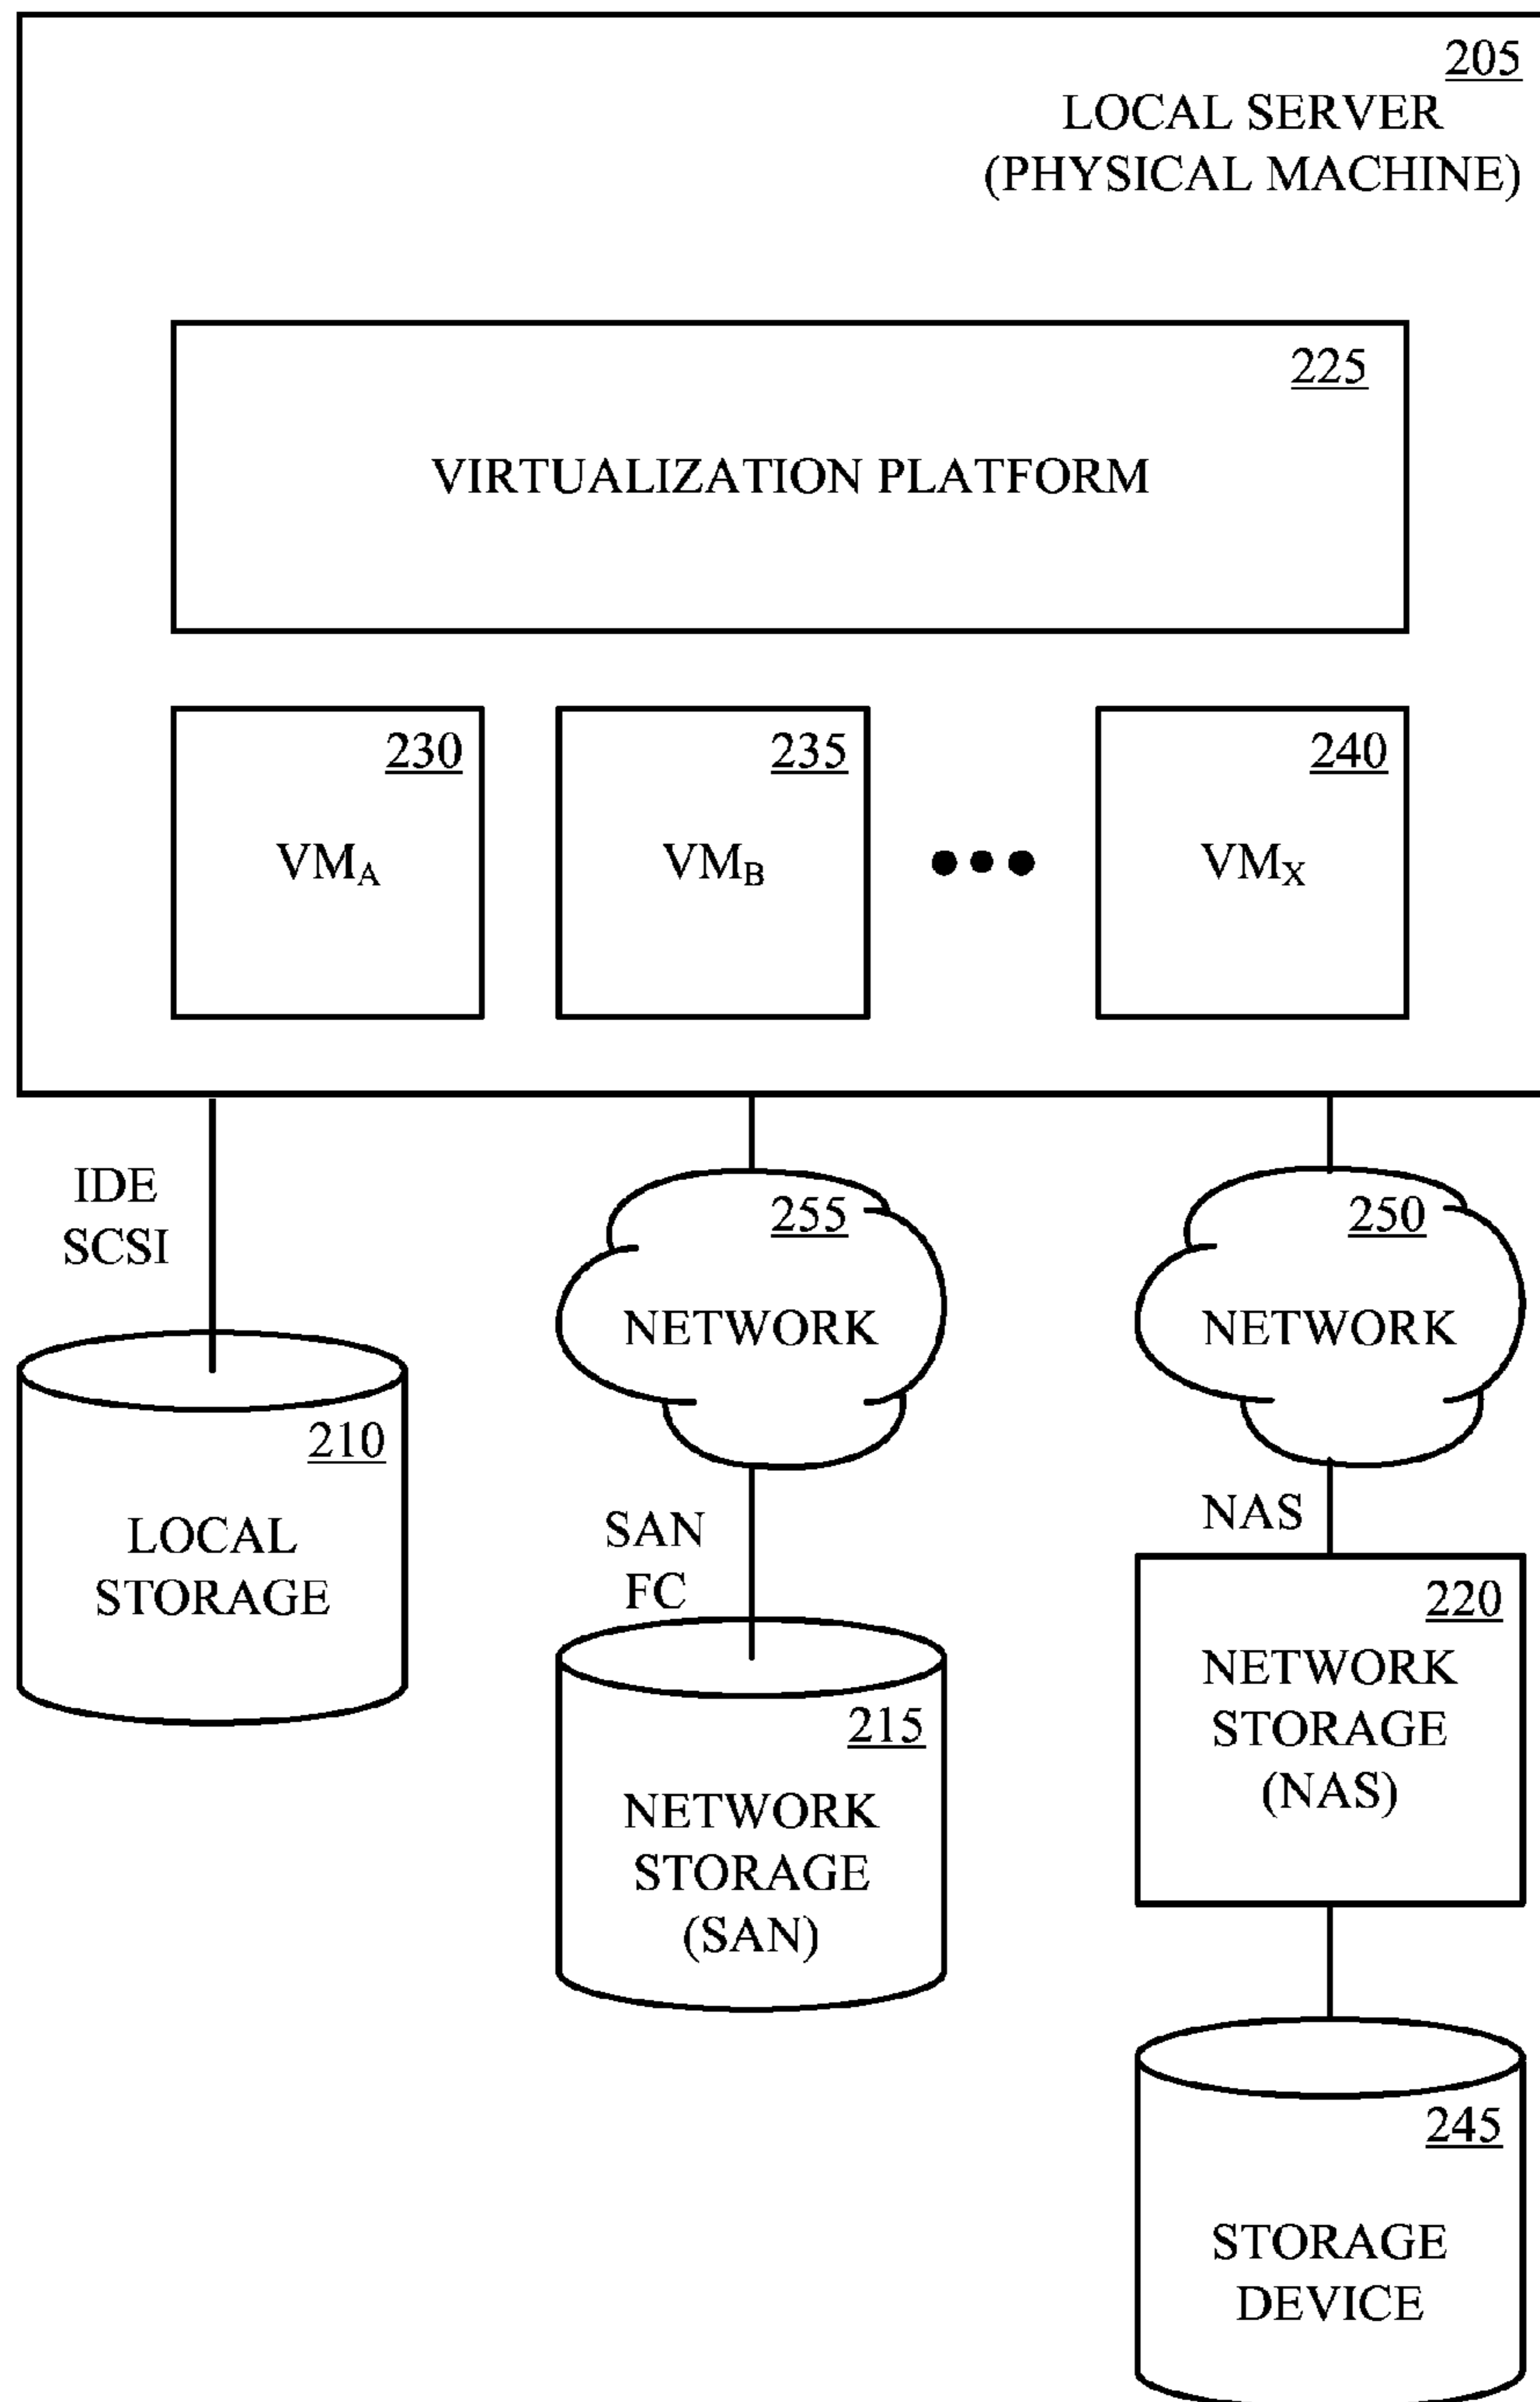 205
LOCAL SERVER
(PHYSICAL MACHINE)
225
VIRTUALIZATION PLATFORM
230
VMA
235
VMB
240
VMX
IDE
SCSI
255
NETWORK
250
NETWORK
210
LOCAL
STORAGE
SAN
FC
NAS
215
NETWORK
STORAGE
(SAN)
220
NETWORK
STORAGE
(NAS)
245
STORAGE
DEVICE